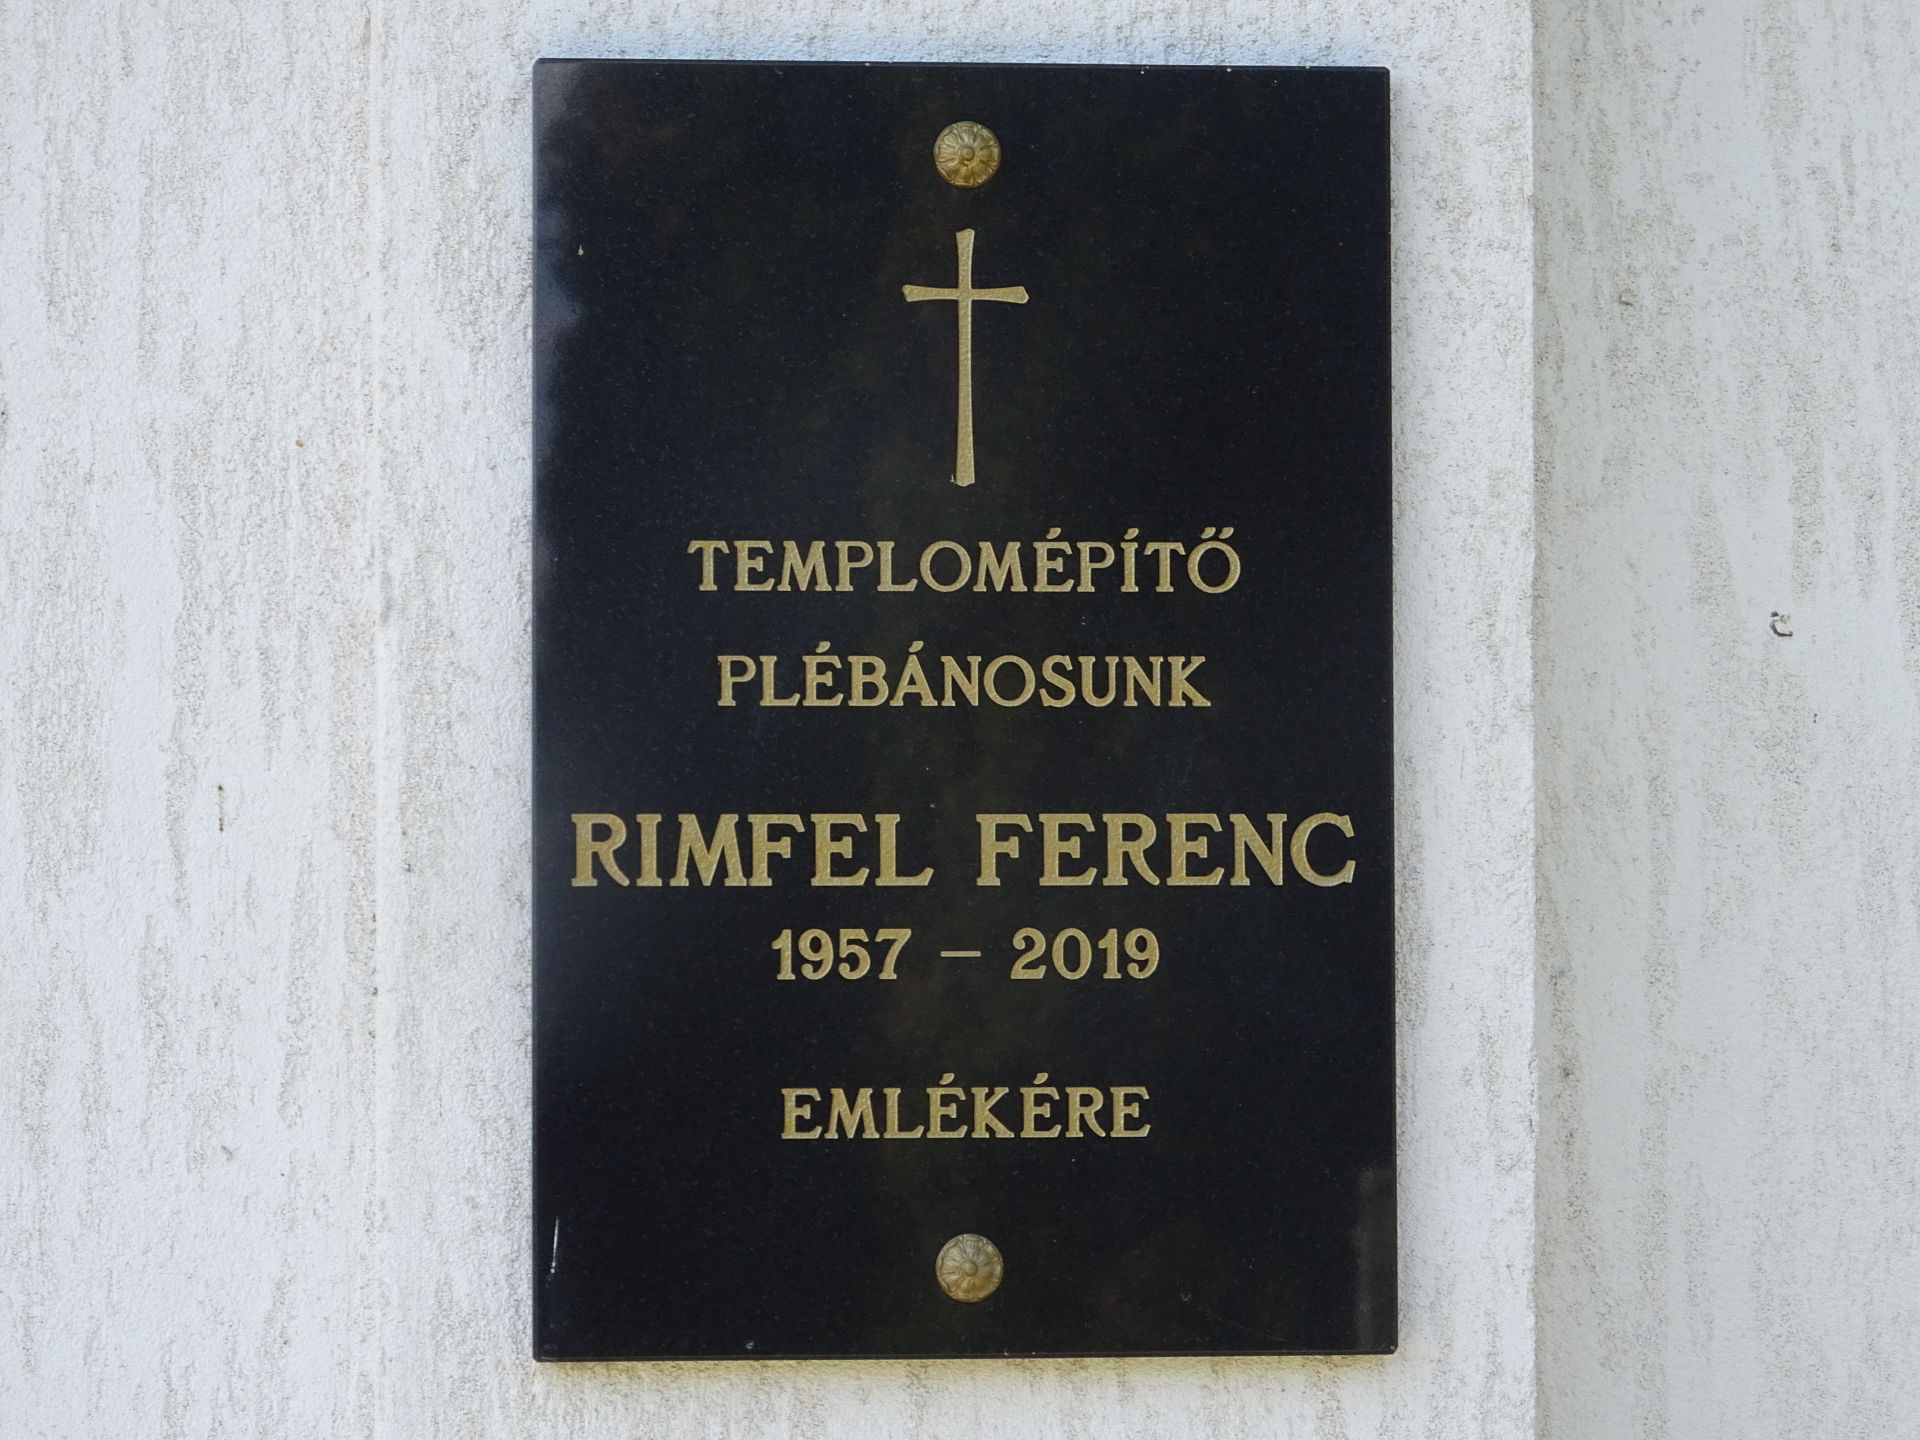 TEMPLOMÉPÍTŐ
PLÉBÁNOSUNK
RIMFEL FERENC
1957 – 2019
EMLÉKÉRE